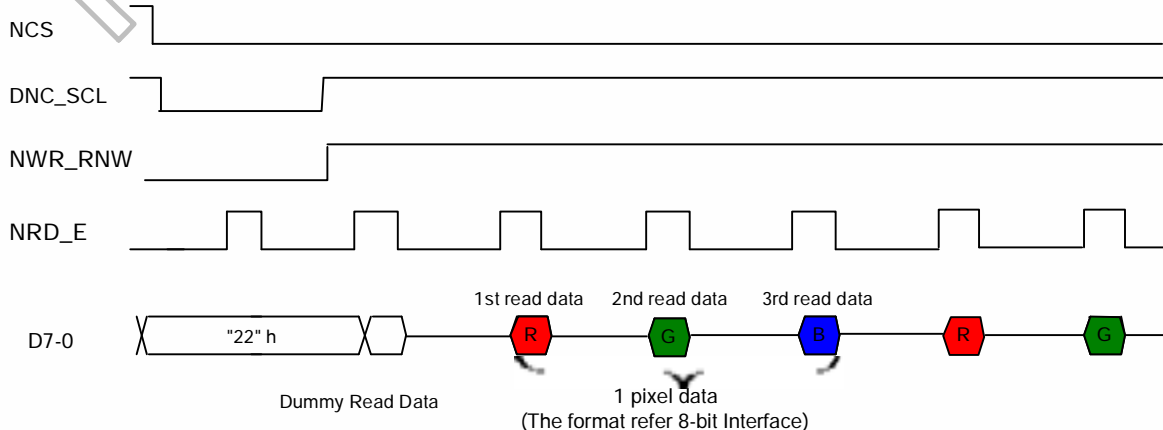 NCS
DNC_SCL
NWR_RNW
NRD_E
1st read data 2nd read data 3rd read data
D7-0 "22" h R G B R G
Dummy Read Data 1 pixel data
(The format refer 8-bit Interface)